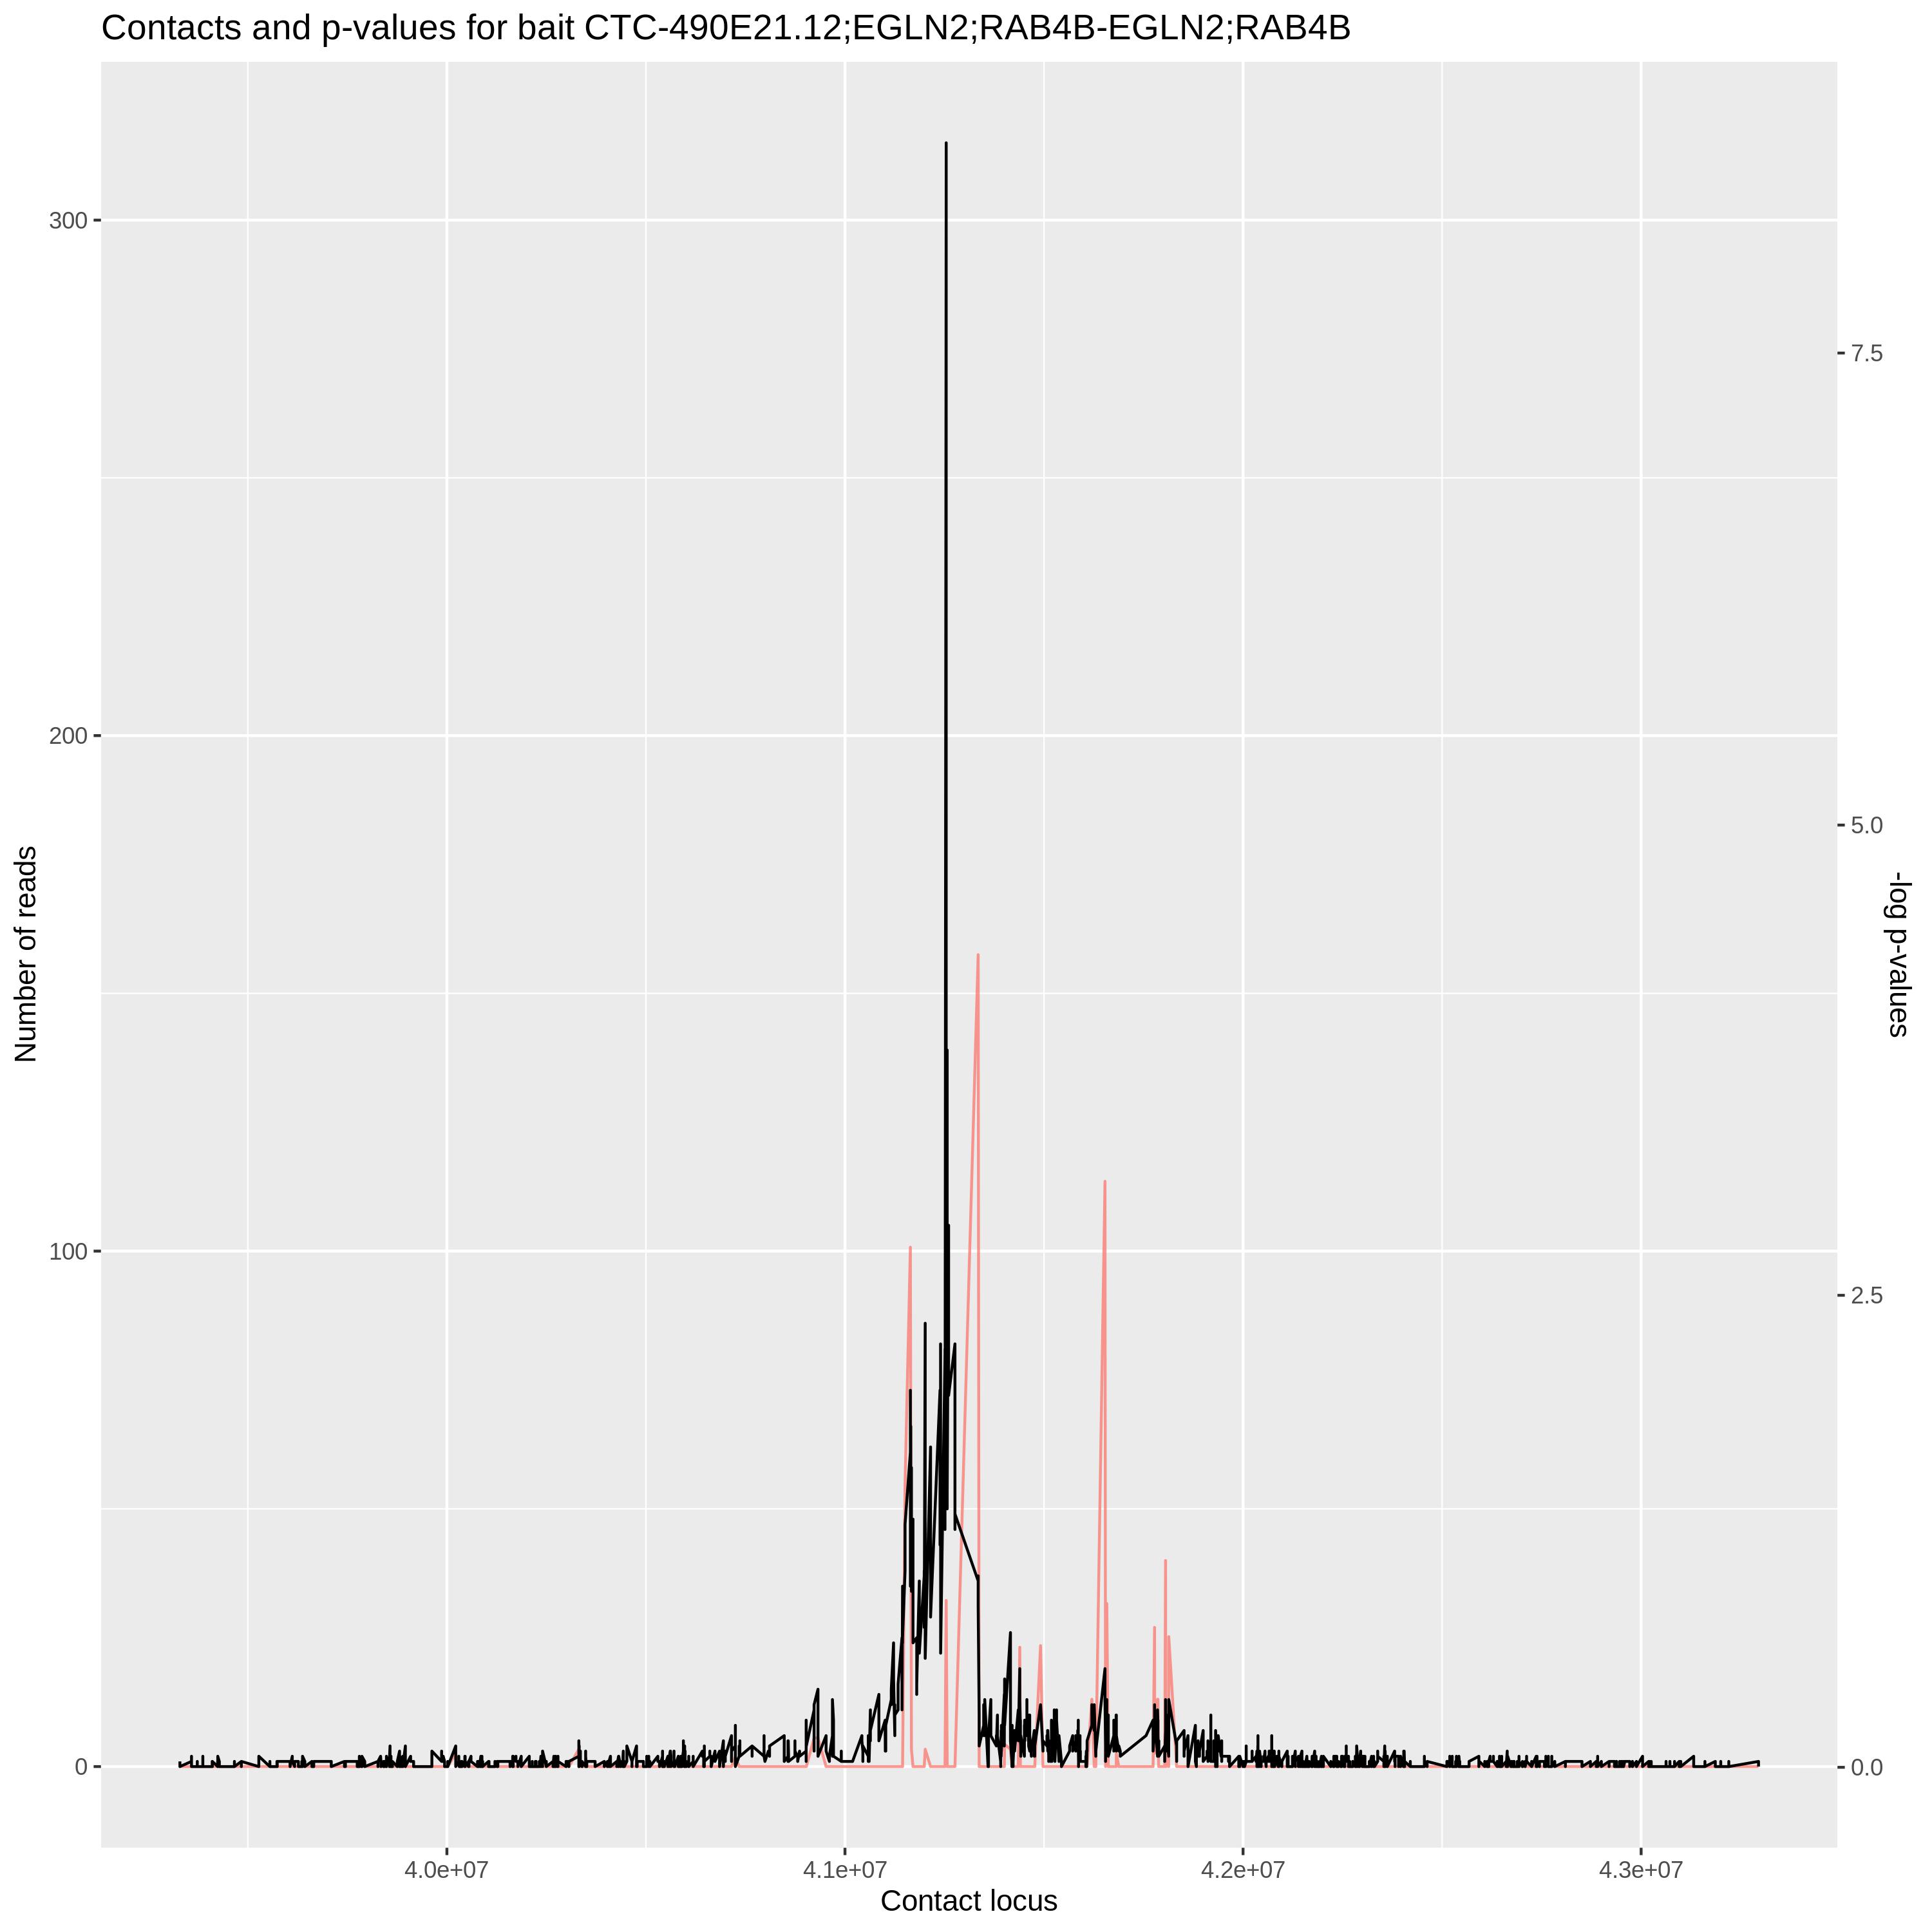 Contacts and p-values for bait CTC-490E21.12;EGLN2;RAB4B-EGLN2;RAB4B
300
200
100
0
Number of reads
7.5
5.0
2.5
0.0
-log p-values
4.0e+07
4.1e+07
4.2e+07
4.3e+07
Contact locus